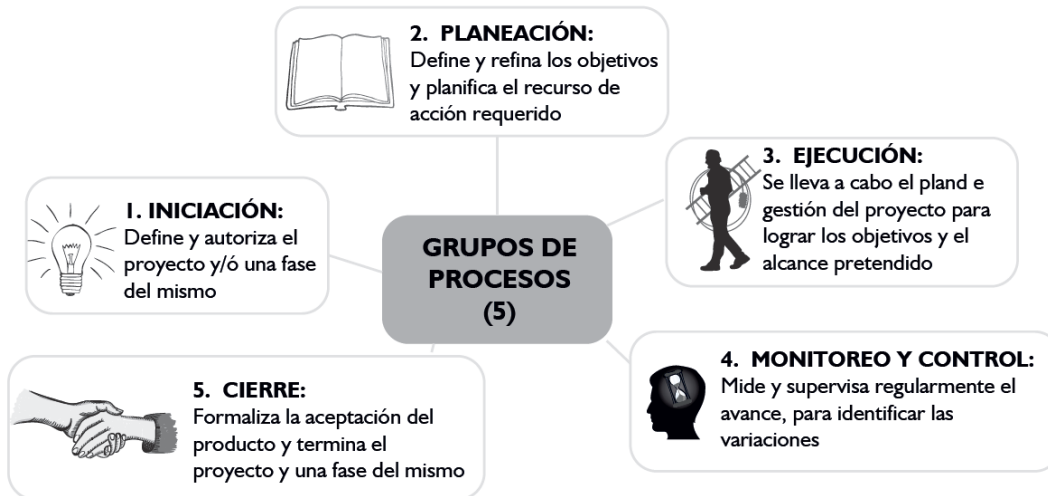 2. PLANEACIÓN:
Define y refina los objetivos
y planifica el recurso de
acción requerido
3. EJECUCIÓN:
Se lleva a cabo el pland e
gestión del proyecto para
lograr los objetivos y el
alcance pretendido
1. INICIACIÓN:
Define y autoriza el
proyecto y/ó una fase
del mismo
GRUPOS DE
PROCESOS
(5)
4. MONITOREO Y CONTROL:
Mide y supervisa regularmente el
avance, para identificar las
variaciones
5. CIERRE:
Formaliza la aceptación del
producto y termina el
proyecto y una fase del mismo